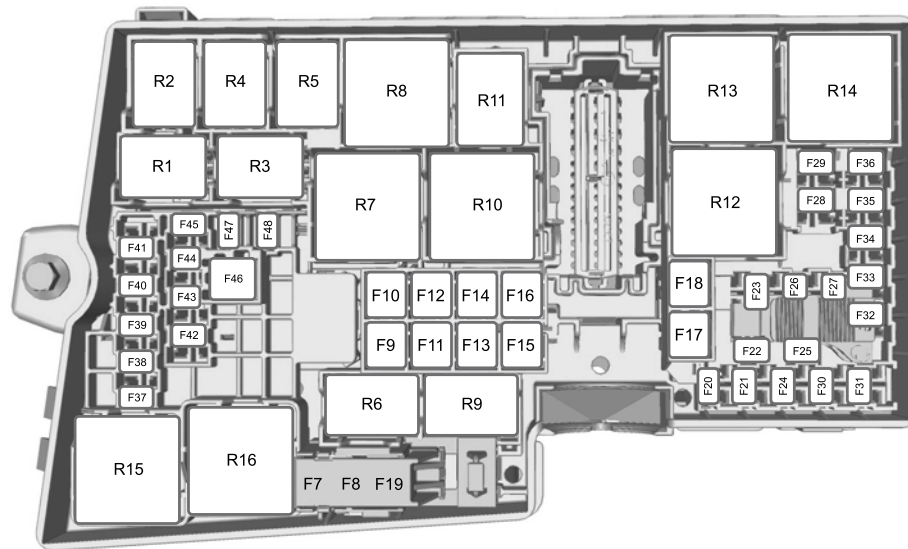 R2 R4 R5 R8 R11 R13 R14
R1 R3 R7 R10 R12 F29 F36
F28 F35
F45 F47 F48
F41 F44 F34
F40 F46 F10 F12 F14 F16 F18 F23 F26 F27 F33
F43
F39 F42 F9 F11 F13 F15 F17 F32
F38 F22 F25
F37 R6 R9 F20 F21 F24 F30 F31
R15 R16
F7 F8 F19